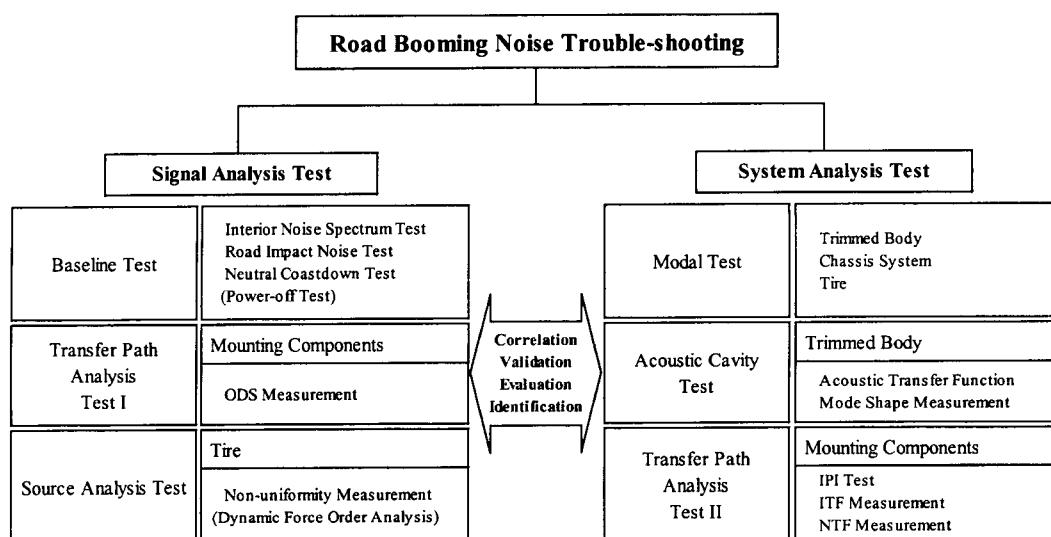 Road Booming Noise Trouble-shooting
Signal Analysis Test
Baseline Test
Interior Noise Spectrum Test
Road Impact Noise Test
Neutral Coastdown Test
(Power-off Test)
Transfer Path
Analysis
Test I
Mounting Components
ODS Measurement
Source Analysis Test
Tire
Non-uniformity Measurement
(Dynamic Force Order Analysis)
Correlation
Validation
Evaluation
Identification
System Analysis Test
Modal Test
Trimmed Body
Chassis System
Tire
Acoustic Cavity
Test
Trimmed Body
Acoustic Transfer Function
Mode Shape Measurement
Transfer Path
Analysis
Test II
Mounting Components
IPI Test
ITF Measurement
NTF Measurement